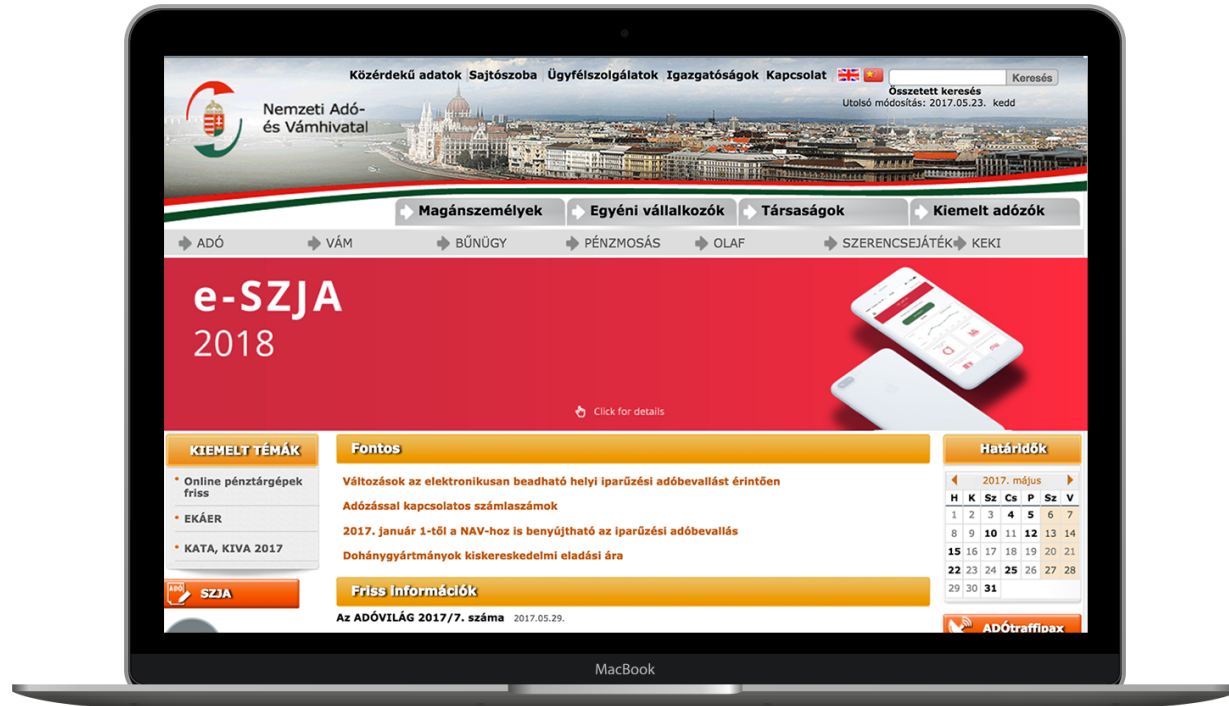 Közérdekű adatok Sajtószoba Ügyfélszolgálatok Igazgatóságok Kapcsolat
Keresés
Összetett keresés
Utolsó módosítás: 2017.05.23. kedd
Nemzeti Adó-
és Vámhivatal
Magánszemélyek Egyéni vállalkozók Társaságok Kiemelt adózók
ADÓ VÁM BŰNÜGY PÉNZMOSÁS OLAF SZERENCSEJÁTÉK KEKI
e-SZJA
2018
Click for details
KIEMELT TÉMÁK
Online pénztárgépek
friss
EKÁER
KATA, KIVA 2017
ADÓ
SZJA
Fontos
Változások az elektronikusan beadható helyi iparűzési adóbevallást érintően
Adózással kapcsolatos számlaszámok
2017. január 1-től a NAV-hoz is benyújtható az iparűzési adóbevallás
Dohánygyártmányok kiskereskedelmi eladási ára
Friss információk
Az ADÓVILÁG 2017/7. száma 2017.05.29.
Határidők
2017. május
H K Sz Cs P Sz V
1 2 3 4 5 6 7
8 9 10 11 12 13 14
15 16 17 18 19 20 21
22 23 24 25 26 27 28
29 30 31
ADÓtraffipax
MacBook